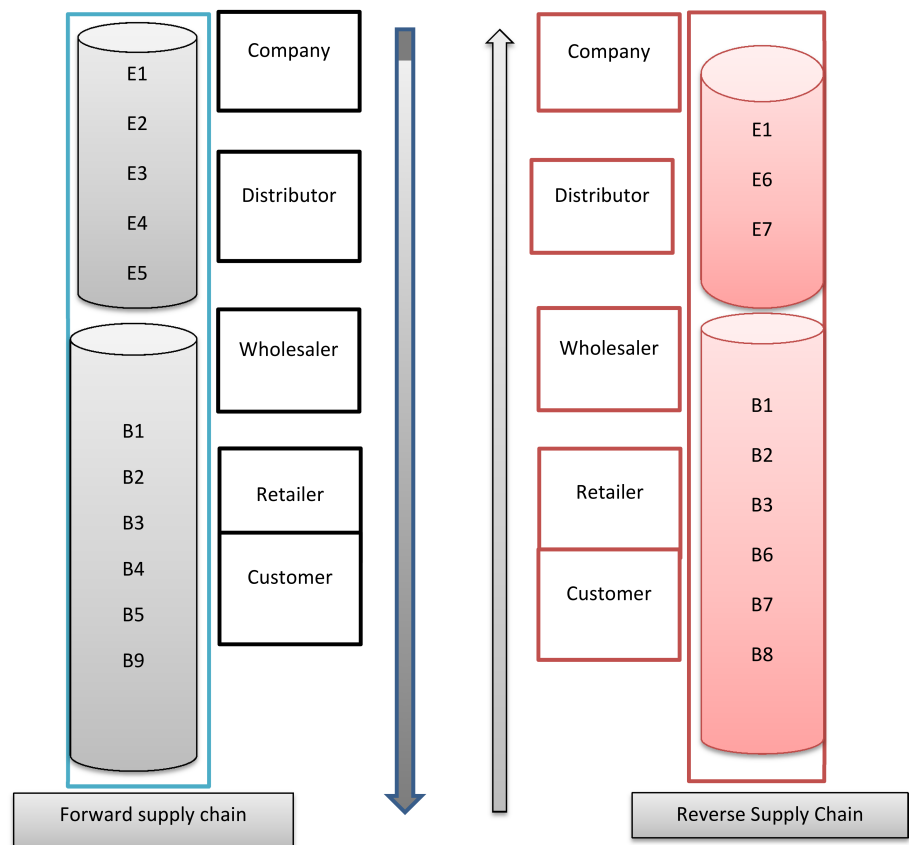 E1
E2
E3
E4
E5
B1
B2
B3
B4
B5
B9
Company
Distributor
Wholesaler
Retailer
Customer
Forward supply chain
Company
Distributor
Wholesaler
Retailer
Customer
E1
E6
E7
B1
B2
B3
B6
B7
B8
Reverse Supply Chain